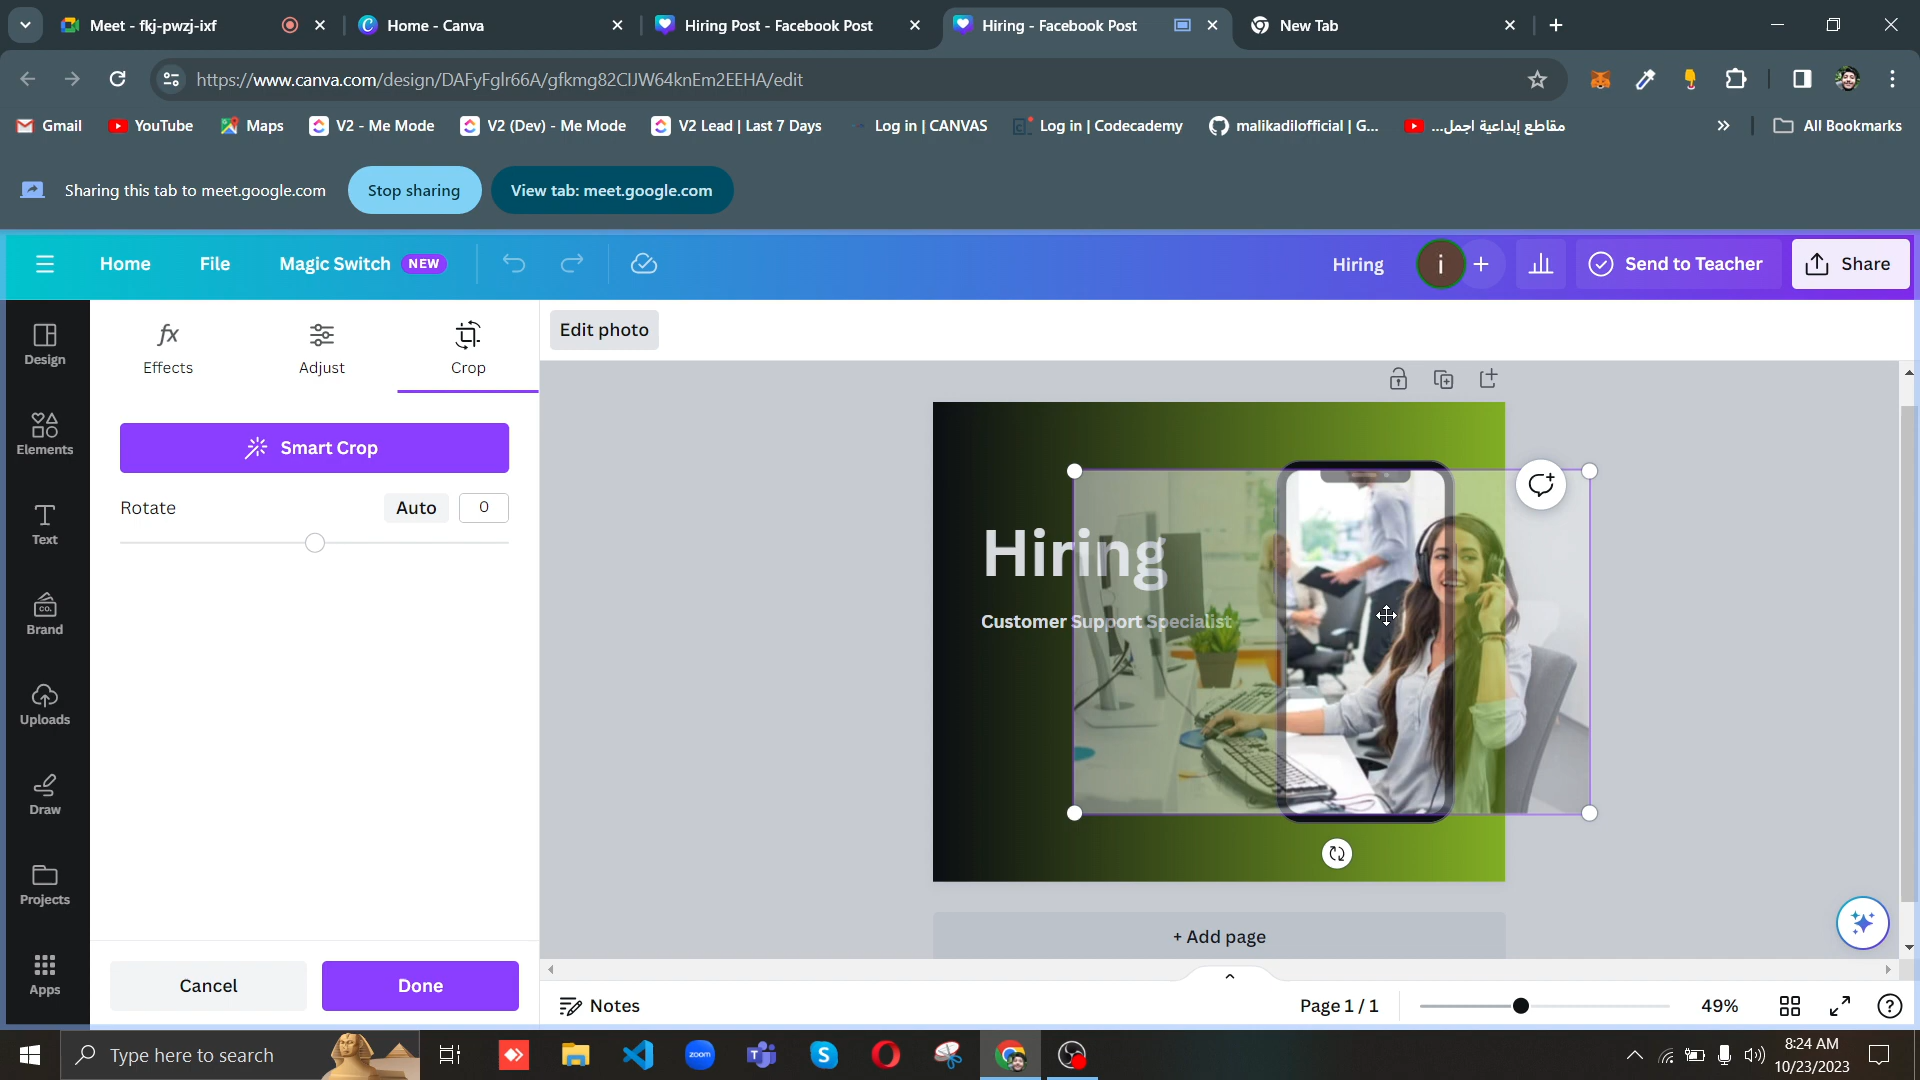 Meet - fkj-pwzj-ixf
Home - Canva
Hiring Post - Facebook Post
Hiring - Facebook Post
New Tab
https://www.canva.com/design/DAFyFglr66A/gfkmg82ClJW64knEm2EEHA/edit
Gmail
YouTube
Maps
V2 - Me Mode
V2 (Dev) - Me Mode
V2 Lead | Last 7 Days
Log in | CANVAS
Log in | Codecademy
malikadilofficial | G...
مقاطع إبداعية اجمل...
All Bookmarks
Sharing this tab to meet.google.com
Stop sharing
View tab: meet.google.com
Home
File
Magic Switch NEW
Hiring
i
Send to Teacher
Share
Design
Elements
Text
CO.
Brand
Uploads
Draw
Projects
Apps
fx
Effects
Adjust
Crop
Smart Crop
Rotate
Auto
0
Cancel
Done
Edit photo
Hiring
Customer Support Specialist
+ Add page
Notes
Page 1 / 1
49%
Type here to search
zoom
8:24 AM
10/23/2023